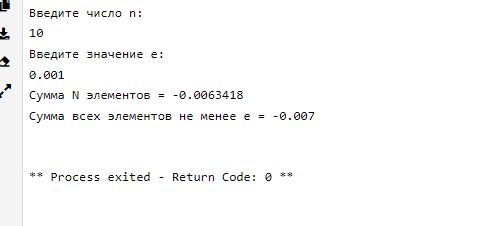 Введите число n:
10
Введите значение e:
0.001
Сумма N элементов = -0.0063418
Сумма всех элементов не менее e = -0.007
** Process exited - Return Code: 0 **